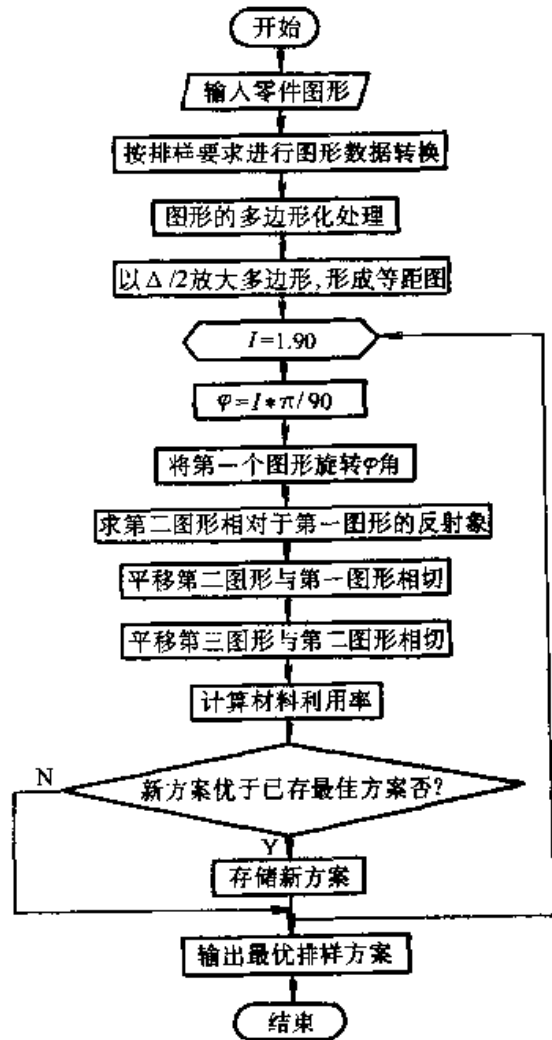 开始
输入零件图形
按排样要求进行图形数据转换
图形的多边形化处理
以Δ/2放大多边形,形成等距图
I=1.90
φ=I*π/90
将第一个图形旋转φ角
求第二图形相对于第一图形的反射象
平移第二图形与第一图形相切
平移第三图形与第二图形相切
计算材料利用率
N
新方案优于已存最佳方案否?
Y
存储新方案
输出最优排样方案
结束